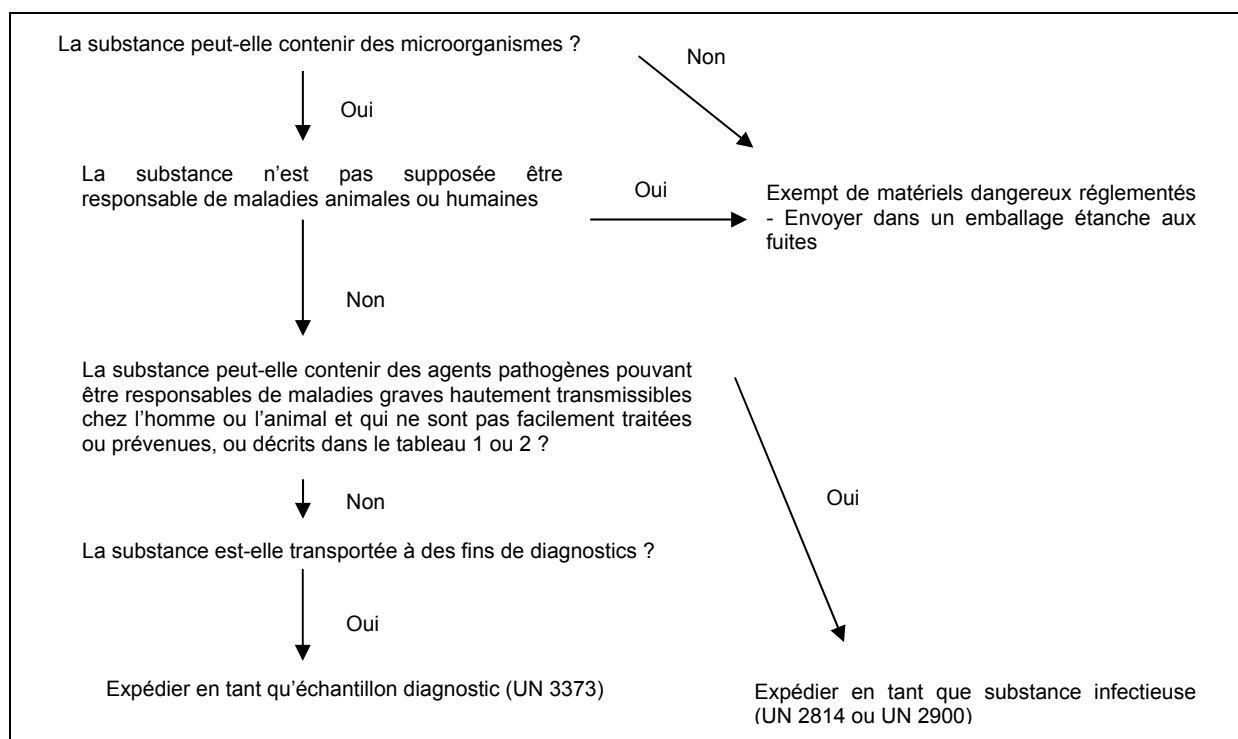 La substance peut-elle contenir des microorganismes ?
Non
Oui
La substance n'est pas supposée être
responsable de maladies animales ou humaines
Oui
Exempt de matériels dangereux réglementés
- Envoyer dans un emballage étanche aux
fuites
Non
La substance peut-elle contenir des agents pathogènes pouvant
être responsables de maladies graves hautement transmissibles
chez l'homme ou l'animal et qui ne sont pas facilement traitées
ou prévenues, ou décrits dans le tableau 1 ou 2 ?
Oui
Non
La substance est-elle transportée à des fins de diagnostics ?
Oui
Expédier en tant qu'échantillon diagnostic (UN 3373)
Expédier en tant que substance infectieuse
(UN 2814 ou UN 2900)